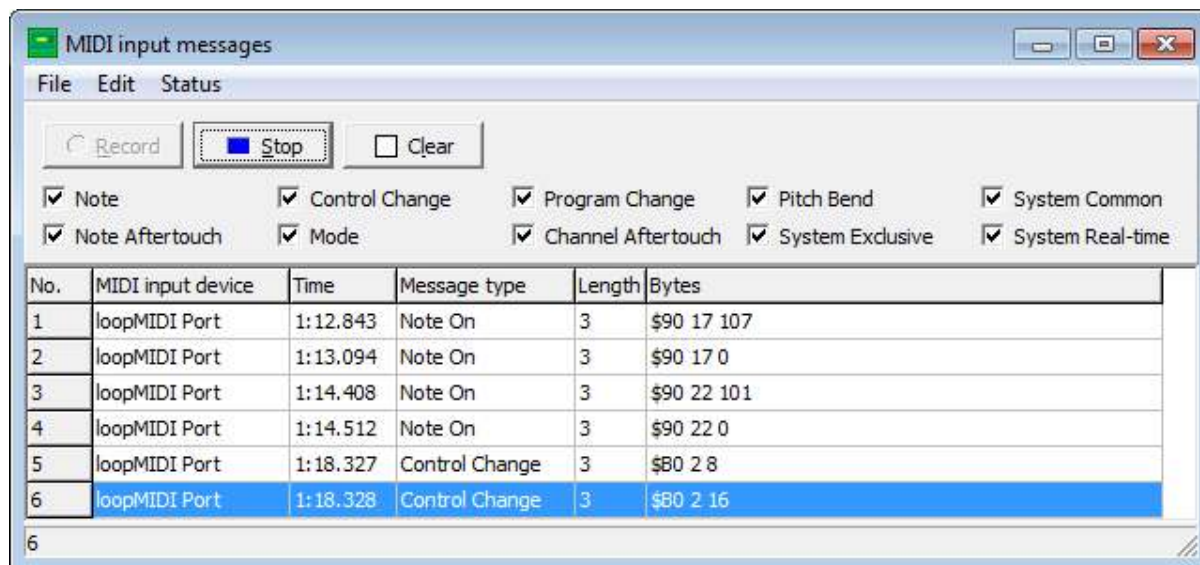 MIDI input messages
File Edit Status
Record Stop Clear
Note Control Change Program Change Pitch Bend System Common
Note Aftertouch Mode Channel Aftertouch System Exclusive System Real-time
No. MIDI input device Time Message type Length Bytes
1 loopMIDI Port 1:12.843 Note On 3 $90 17 107
2 loopMIDI Port 1:13.094 Note On 3 $90 17 0
3 loopMIDI Port 1:14.408 Note On 3 $90 22 101
4 loopMIDI Port 1:14.512 Note On 3 $90 22 0
5 loopMIDI Port 1:18.327 Control Change 3 $B0 2 8
6 loopMIDI Port 1:18.328 Control Change 3 $B0 2 16
6